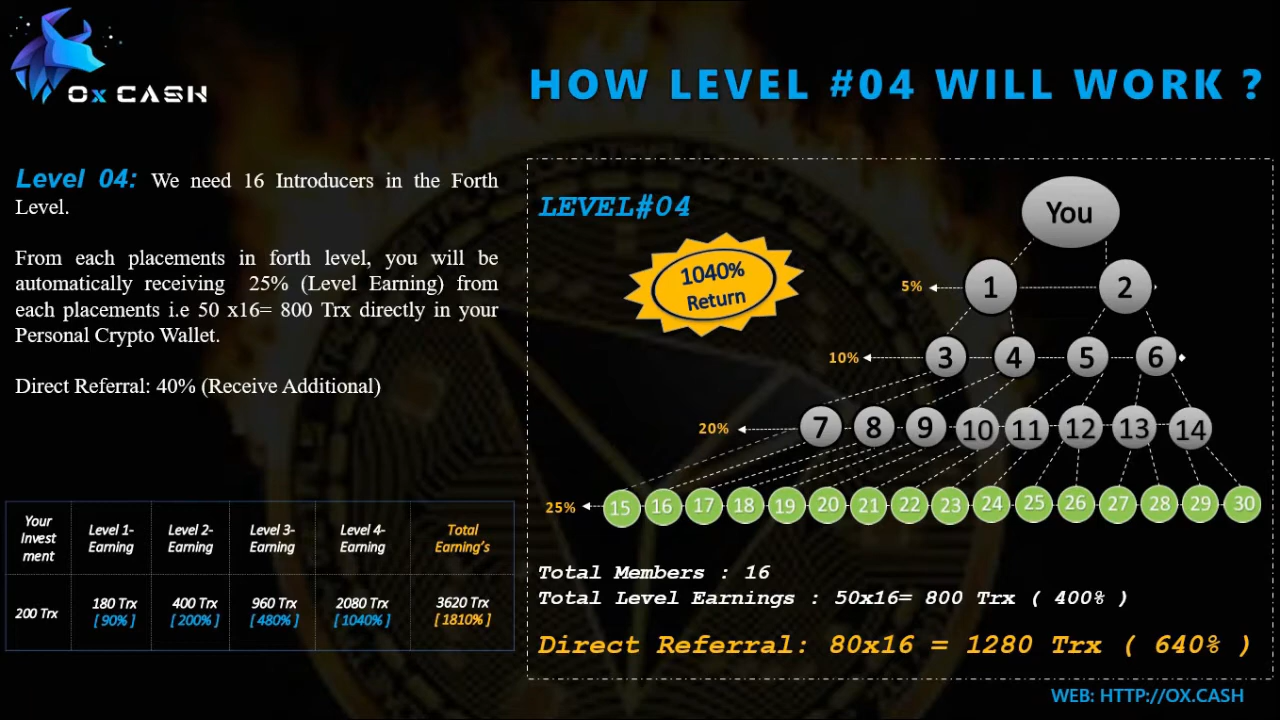 Ox CASH
HOW LEVEL #04 WILL WORK ?
Level 04: We need 16 Introducers in the Forth
Level.
From each placements in forth level, you will be
automatically receiving 25% (Level Earning) from
each placements i.e 50 x16= 800 Trx directly in your
Personal Crypto Wallet.
Direct Referral: 40% (Receive Additional)
Your Invest ment
Level 1- Earning
Level 2- Earning
Level 3- Earning
Level 4- Earning
Total Earning’s
200 Trx
180 Trx [ 90% ]
400 Trx [ 200% ]
960 Trx [ 480% ]
2080 Trx [ 1040% ]
3620 Trx [ 1810% ]
LEVEL#04
1040%
Return
You
5% 1 2
10% 3 4 5 6
20% 7 8 9 10 11 12 13 14
25% 15 16 17 18 19 20 21 22 23 24 25 26 27 28 29 30
Total Members : 16
Total Level Earnings : 50x16= 800 Trx ( 400% )
Direct Referral: 80x16 = 1280 Trx ( 640% )
WEB: HTTP://OX.CASH